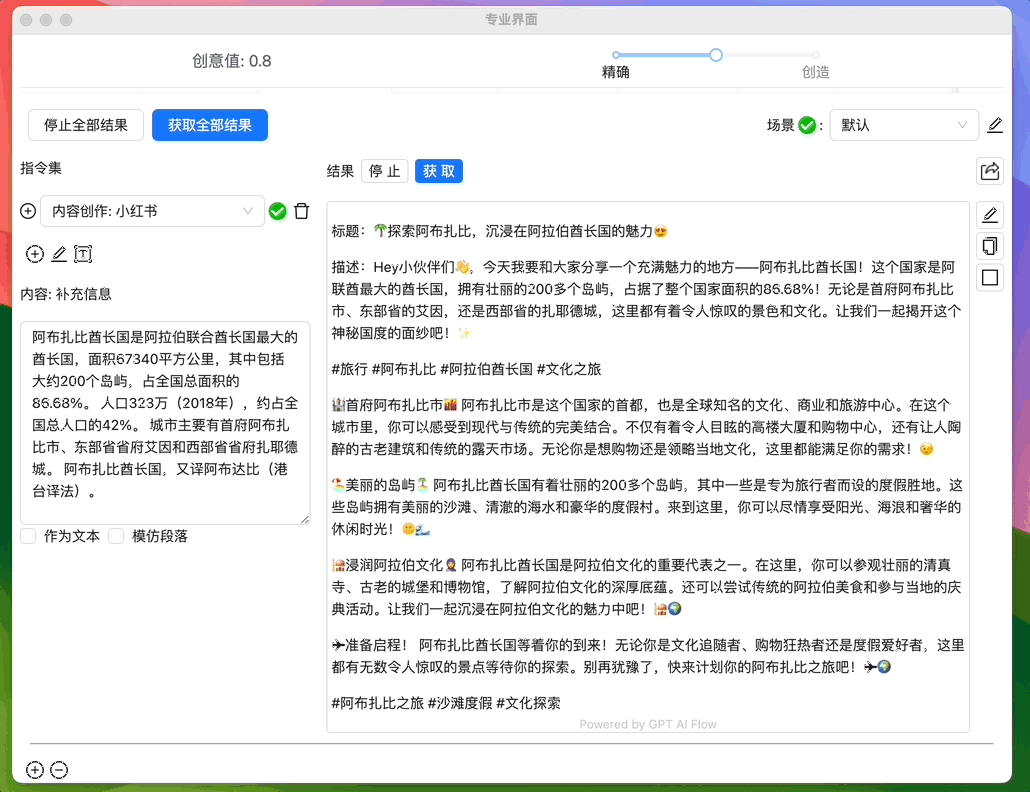 专业界面
创意值: 0.8
精确
创造
停止全部结果
获取全部结果
场景✅:
默认
指令集
结果
停 止
获 取
内容创作: 小红书
内容: 补充信息
阿布扎比酋长国是阿拉伯联合酋长国最大的
酋长国，面积67340平方公里，其中包括
大约200个岛屿，占全国总面积的
86.68%。 人口323万（2018年），约占全
国总人口的42%。 城市主要有首府阿布扎
比市、东部省省府艾因和西部省省府扎耶德
城。 阿布扎比酋长国，又译阿布达比（港
台译法）。
作为文本
模仿段落
标题：🌴探索阿布扎比，沉浸在阿拉伯酋长国的魅力😍
描述：Hey小伙伴们👋，今天我要和大家分享一个充满魅力的地方——阿布扎比酋长国！这个国家是阿
联酋最大的酋长国，拥有壮丽的200多个岛屿，占据了整个国家面积的86.68%！无论是首府阿布扎比
市、东部省的艾因，还是西部省的扎耶德城，这里都有着令人惊叹的景色和文化。让我们一起揭开这个
神秘国度的面纱吧！✨
#旅行 #阿布扎比 #阿拉伯酋长国 #文化之旅
🕌首府阿布扎比市🌇 阿布扎比市是这个国家的首都，也是全球知名的文化、商业和旅游中心。在这个
城市里，你可以感受到现代与传统的完美结合。不仅有着令人目眩的高楼大厦和购物中心，还有让人陶
醉的古老建筑和传统的露天市场。无论你是想购物还是领略当地文化，这里都能满足你的需求！😉
🏖美丽的岛屿🏝 阿布扎比酋长国有着壮丽的200多个岛屿，其中一些是专为旅行者而设的度假胜地。这
些岛屿拥有美丽的沙滩、清澈的海水和豪华的度假村。来到这里，你可以尽情享受阳光、海浪和奢华的
休闲时光！🌞🌊
🕌浸润阿拉伯文化🧕 阿布扎比酋长国是阿拉伯文化的重要代表之一。在这里，你可以参观壮丽的清真
寺、古老的城堡和博物馆，了解阿拉伯文化的深厚底蕴。还可以尝试传统的阿拉伯美食和参与当地的庆
典活动。让我们一起沉浸在阿拉伯文化的魅力中吧！🕌🌍
✈准备启程！ 阿布扎比酋长国等着你的到来！无论你是文化追随者、购物狂热者还是度假爱好者，这里
都有无数令人惊叹的景点等待你的探索。别再犹豫了，快来计划你的阿布扎比之旅吧！✈🌍
#阿布扎比之旅 #沙滩度假 #文化探索
Powered by GPT AI Flow